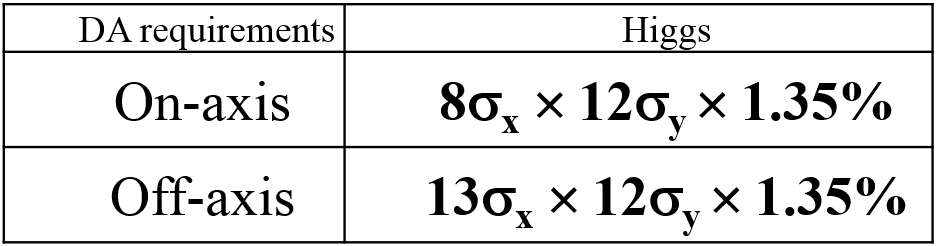 DA requirements Higgs
On-axis 8σx × 12σy × 1.35%
Off-axis 13σx × 12σy × 1.35%